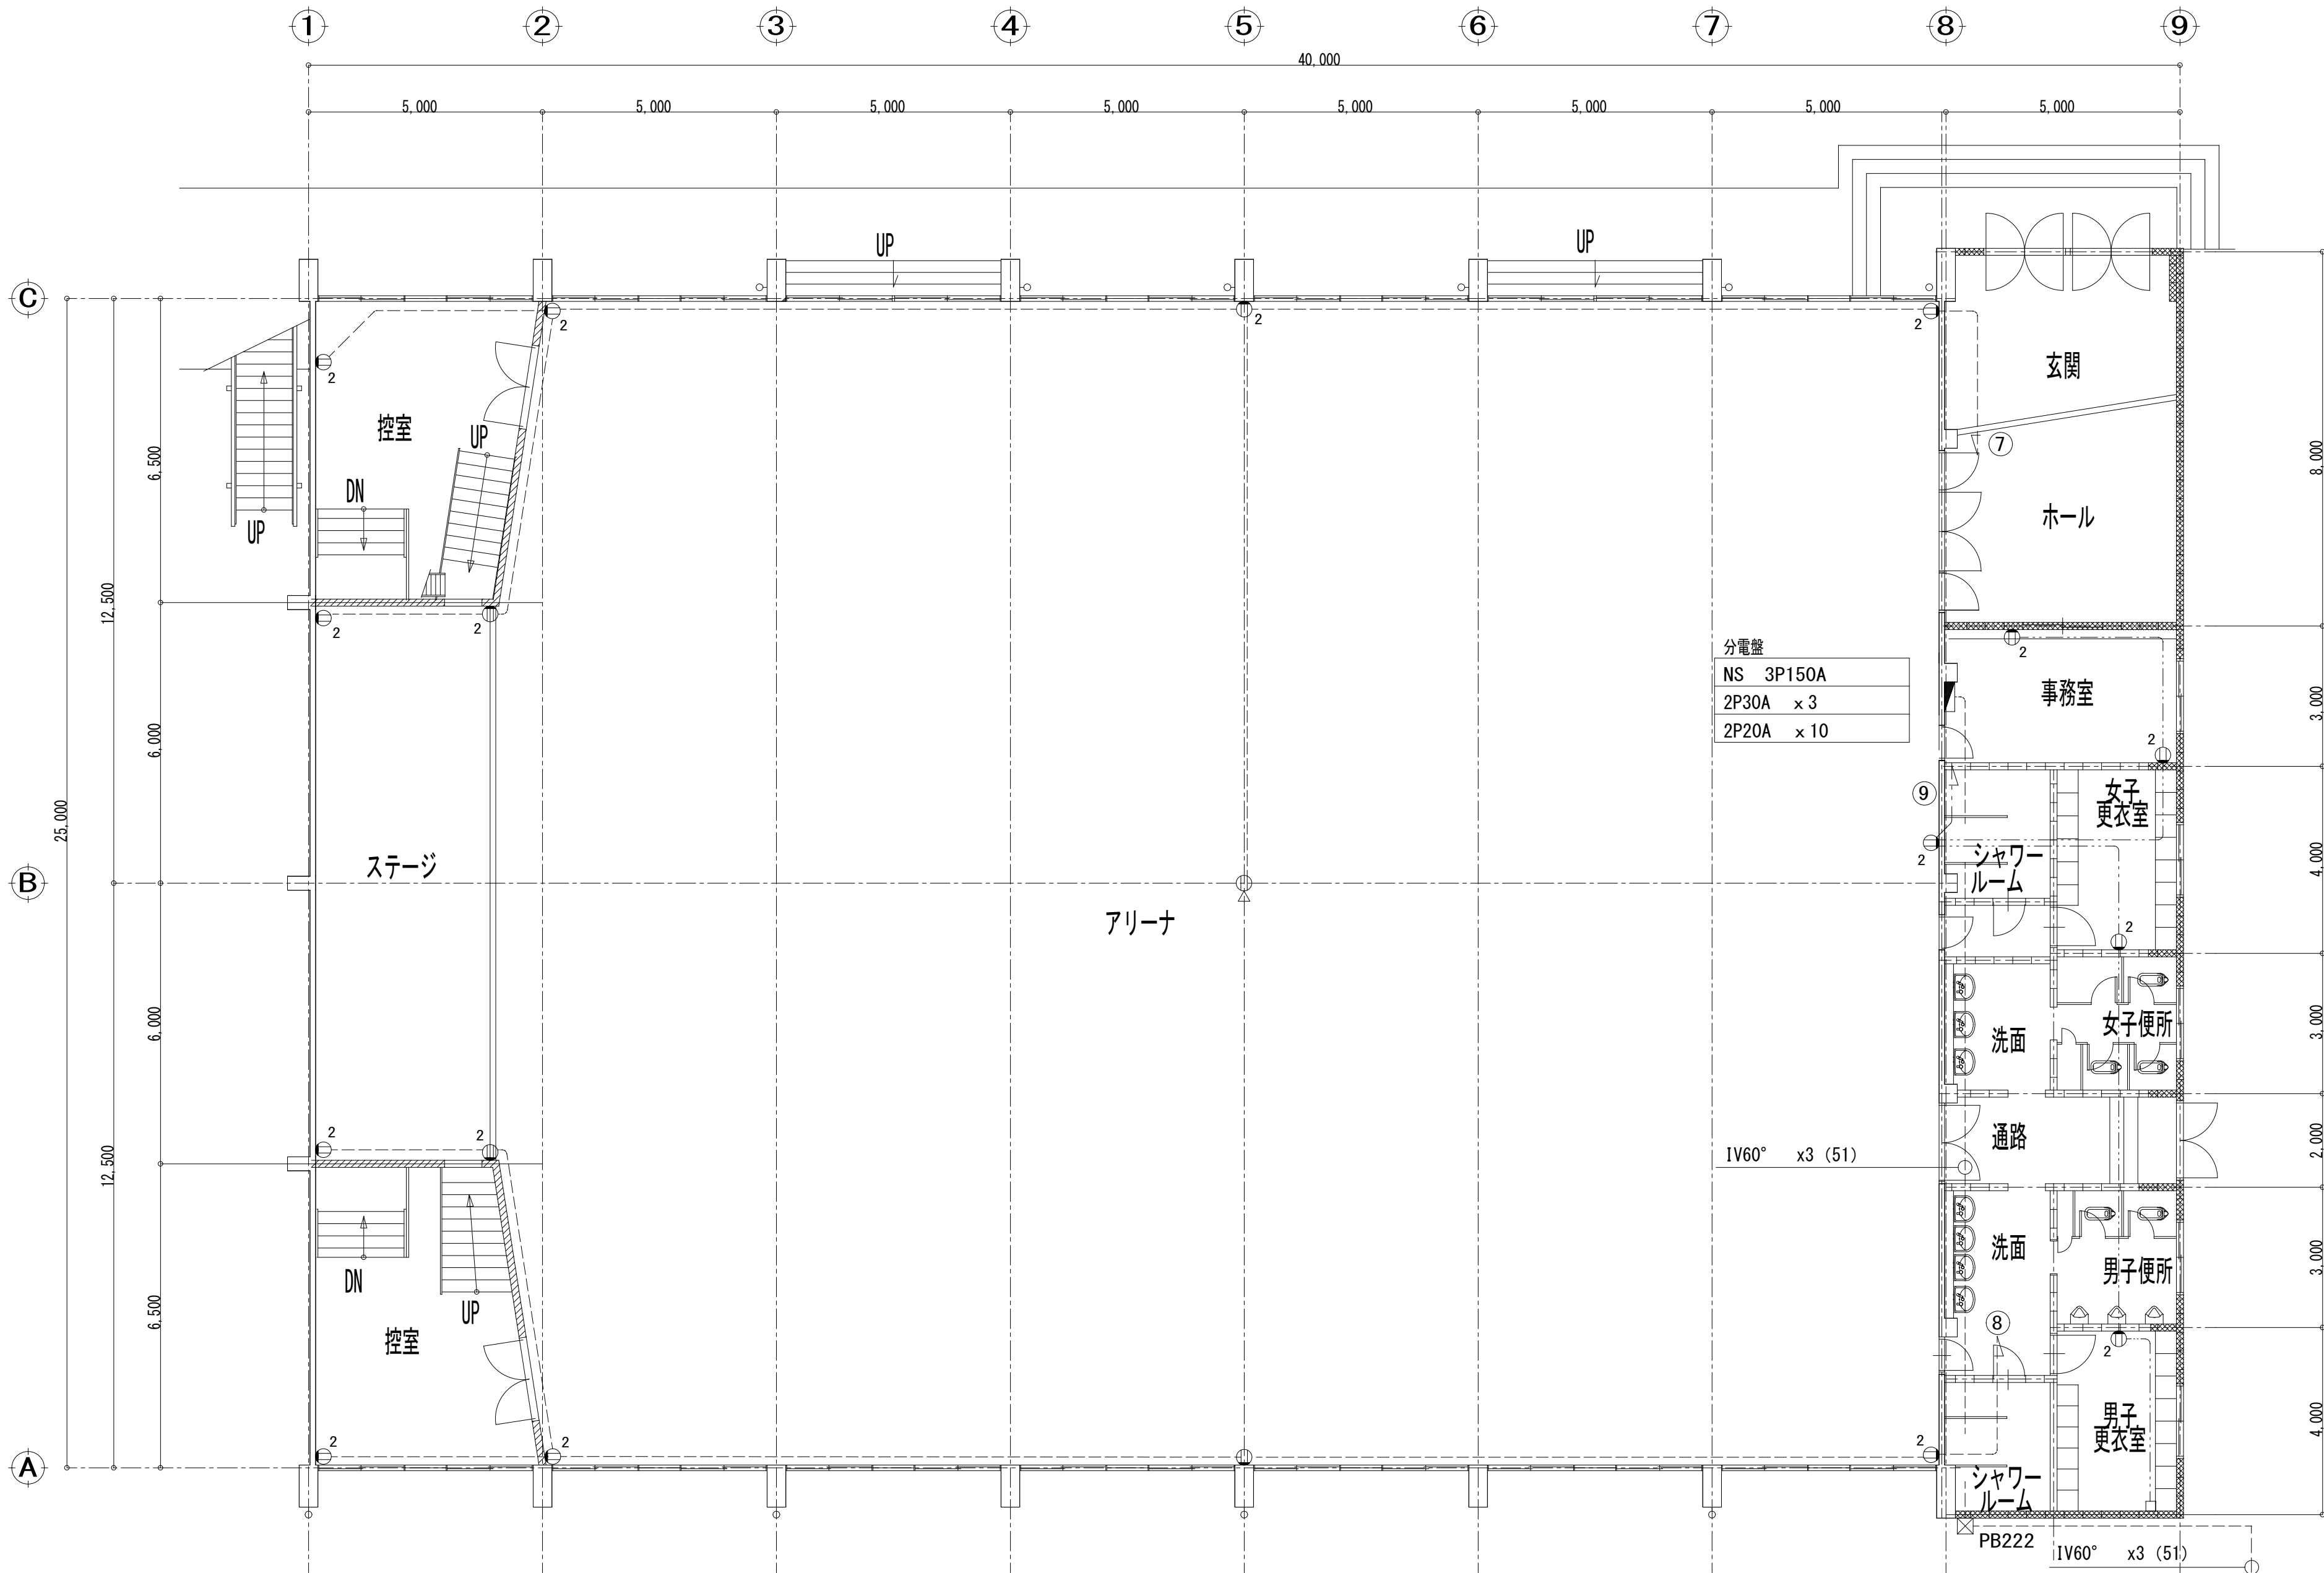 1 2 3 4 5 6 7 8 9
40,000
5,000 5,000 5,000 5,000 5,000 5,000 5,000 5,000
UP UP
C
2 2 2
2
玄関
控室
UP
7
6,500
8,000
DN
UP
ホール
12,500
2 2
分電盤
NS 3P150A
2P30A x3
2P20A x10
2
事務室
3,000
6,000
2
9
女子
更衣室
25,000
2
シャワー
ルーム
4,000
ステージ
B
アリーナ
2
6,000
洗面
女子便所
3,000
2 2
通路
2,000
IV60° x3 (51)
12,500
洗面
男子便所
3,000
DN
UP
6,500
8
控室
2
男子
更衣室
4,000
2 2 2
A
シャワー
ルーム
PB222
IV60° x3 (51)